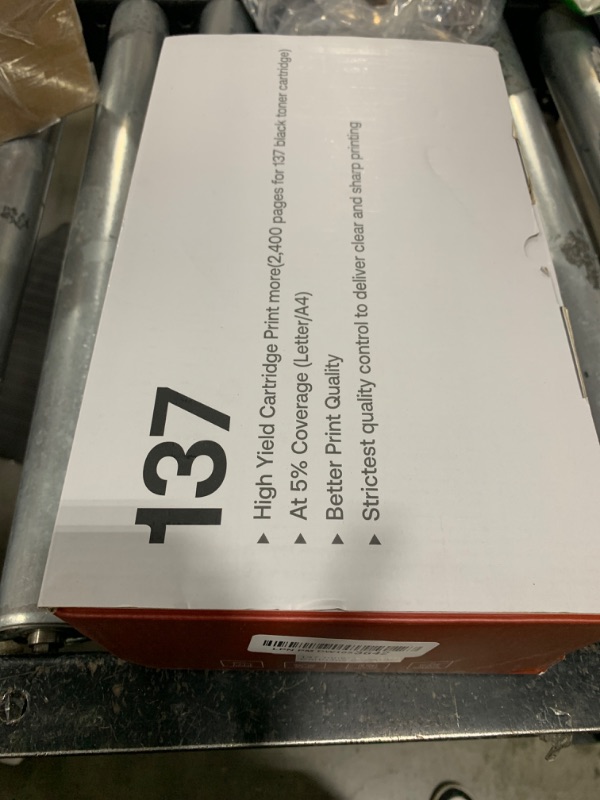 137
▶ High Yield Cartridge Print more(2,400 pages for 137 black toner cartridge)
▶ At 5% Coverage (Letter/A4)
▶ Better Print Quality
▶ Strictest quality control to deliver clear and sharp printing